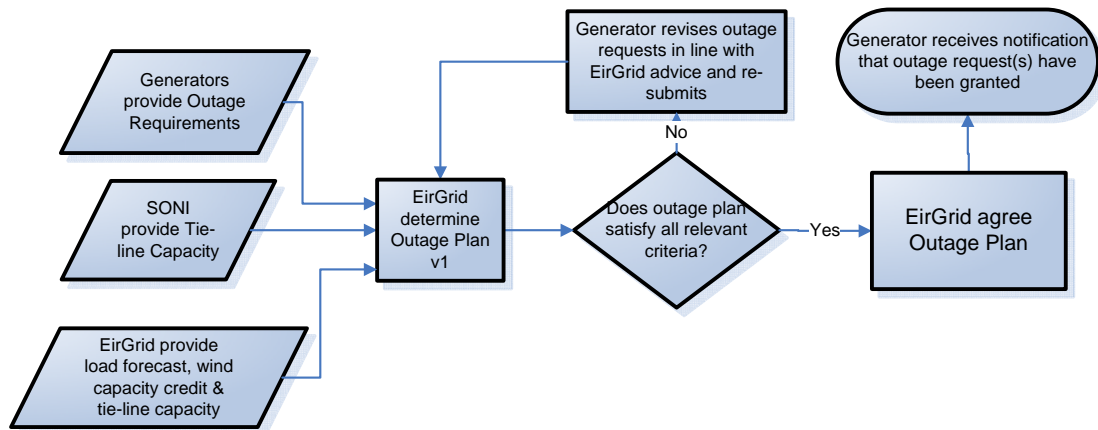 Generators
provide Outage
Requirements
SONI
provide Tie-
line Capacity
EirGrid provide
load forecast, wind
capacity credit &
tie-line capacity
EirGrid
determine
Outage Plan
v1
Generator revises outage
requests in line with
EirGrid advice and re-
submits
No
Does outage plan
satisfy all relevant
criteria?
Yes
EirGrid agree
Outage Plan
Generator receives notification
that outage request(s) have
been granted